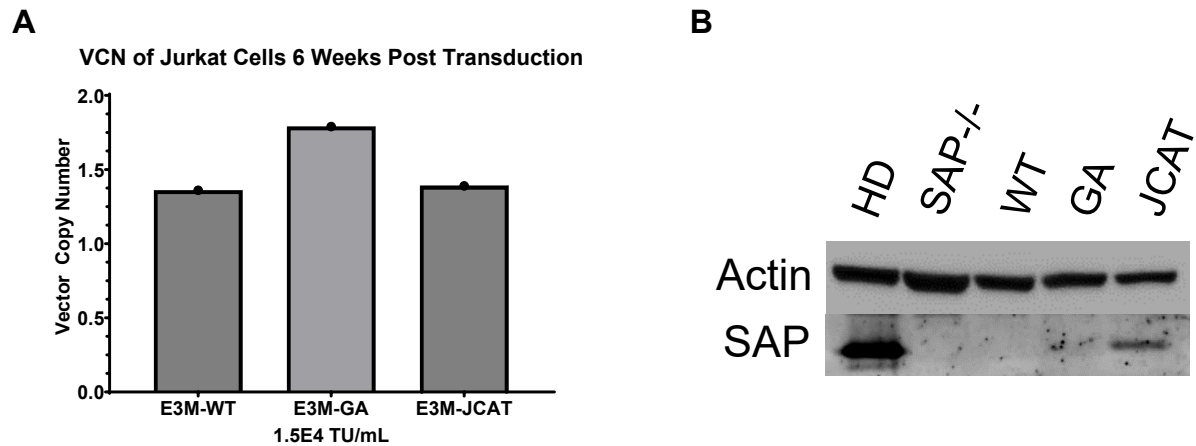 A
VCN of Jurkat Cells 6 Weeks Post Transduction
Vector Copy Number
2.0
1.5
1.0
0.5
0.0
E3M-WT E3M-GA E3M-JCAT
1.5E4 TU/mL
B
HD SAP-/- WT GA JCAT
Actin
SAP